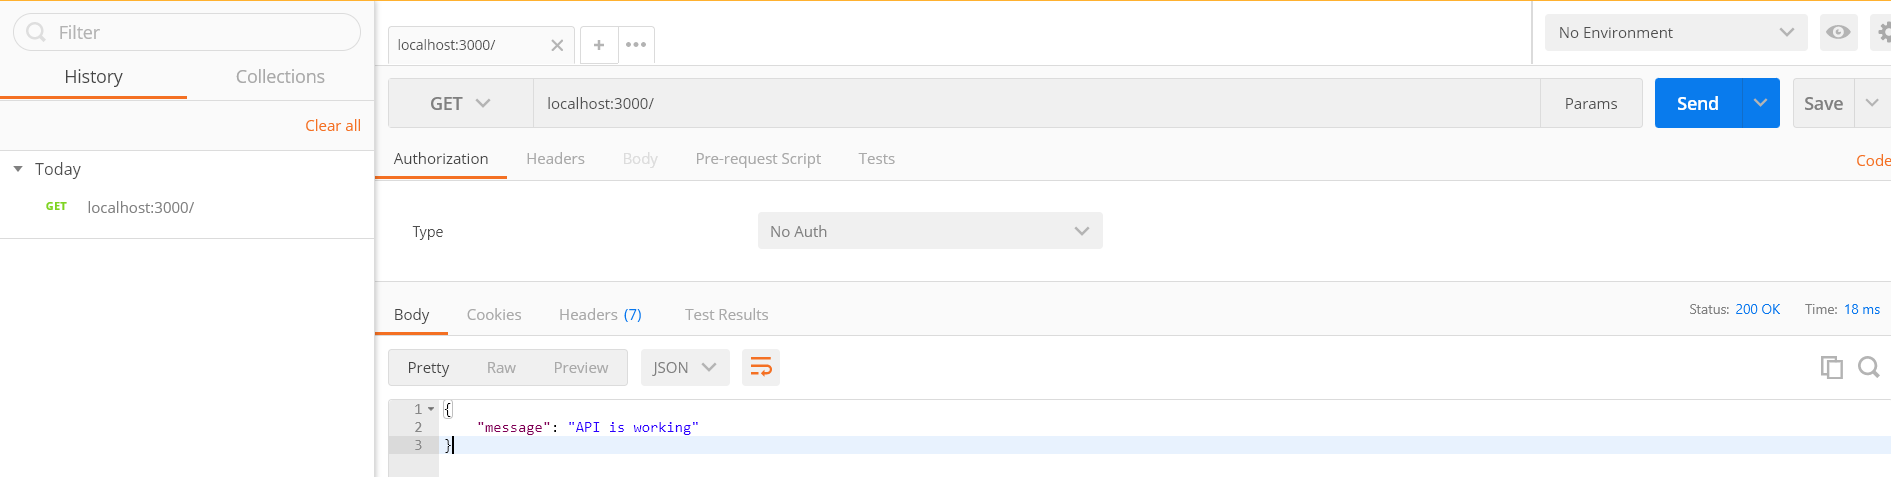 Filter
History Collections
Clear all
Today
GET localhost:3000/
localhost:3000/
No Environment
GET localhost:3000/ Params Send Save
Authorization Headers Body Pre-request Script Tests Code
Type No Auth
Body Cookies Headers (7) Test Results Status: 200 OK Time: 18 ms
Pretty Raw Preview JSON
1 {
2 "message": "API is working"
3 }